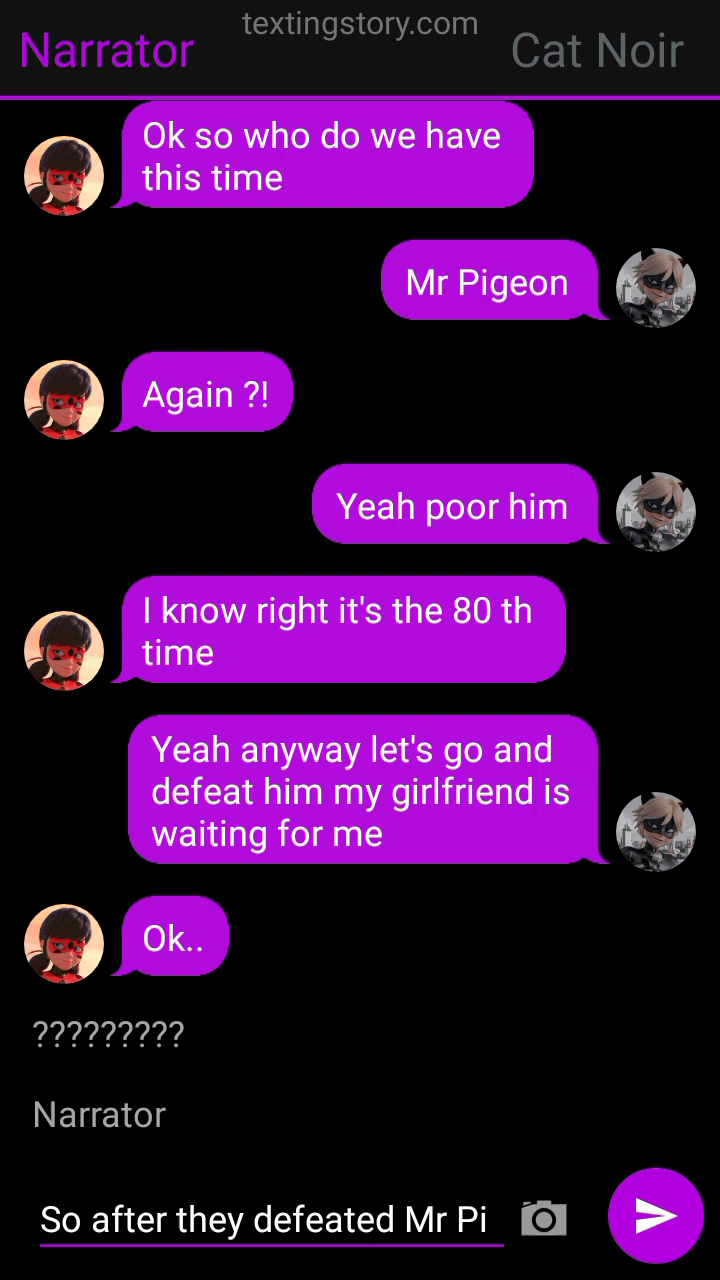 textingstory.com
Narrator
Cat Noir
Ok so who do we have
this time
Mr Pigeon
Again ?!
Yeah poor him
I know right it's the 80 th
time
Yeah anyway let's go and
defeat him my girlfriend is
waiting for me
Ok..
?????????
Narrator
So after they defeated Mr Pi